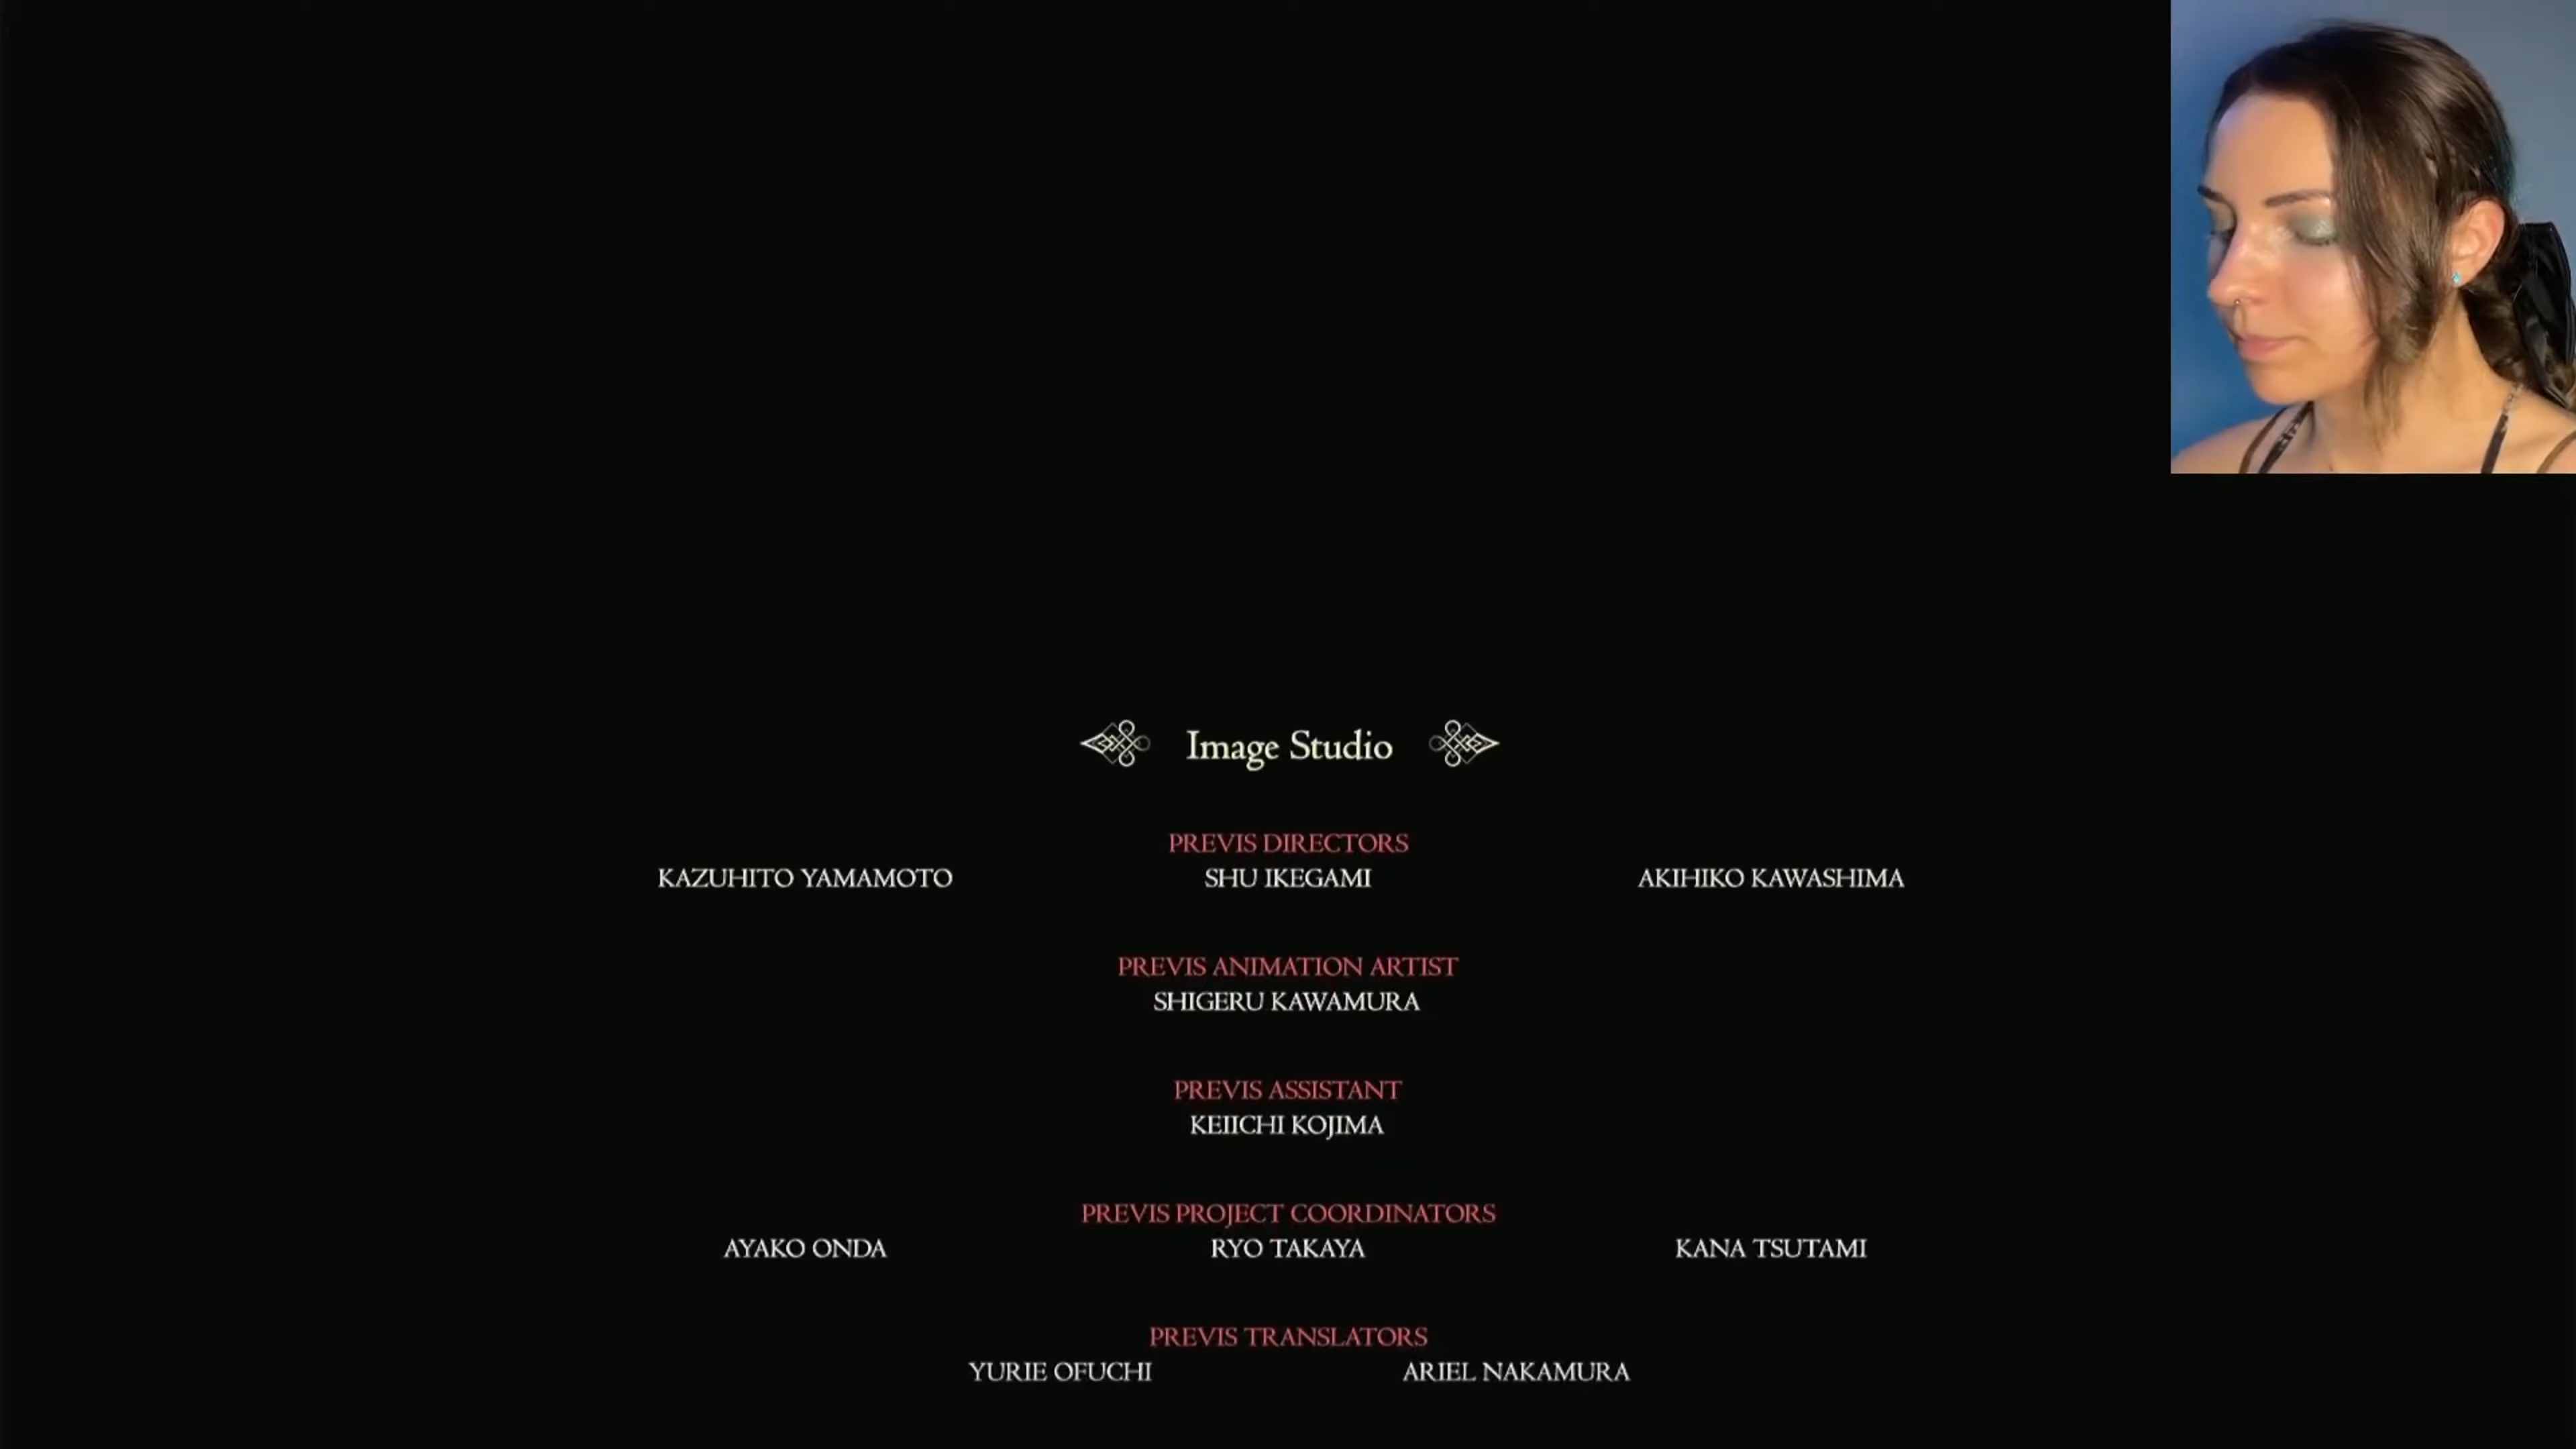 Image Studio
PREVIS DIRECTORS
KAZUHITO YAMAMOTO SHU IKEGAMI AKIHIKO KAWASHIMA
PREVIS ANIMATION ARTIST
SHIGERU KAWAMURA
PREVIS ASSISTANT
KEIICHI KOJIMA
PREVIS PROJECT COORDINATORS
AYAKO ONDA RYO TAKAYA KANA TSUTAMI
PREVIS TRANSLATORS
YURIE OFUCHI ARIEL NAKAMURA